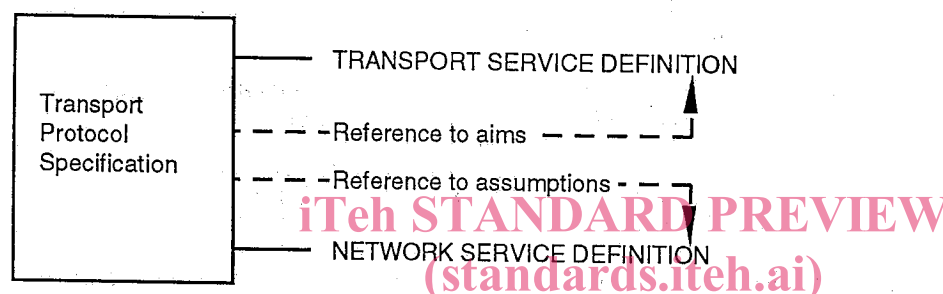 TRANSPORT SERVICE DEFINITION
Transport
Protocol
Specification
Reference to aims
Reference to assumptions
iTeh STANDARD PREVIEW
NETWORK SERVICE DEFINITION
(standards.iteh.ai)